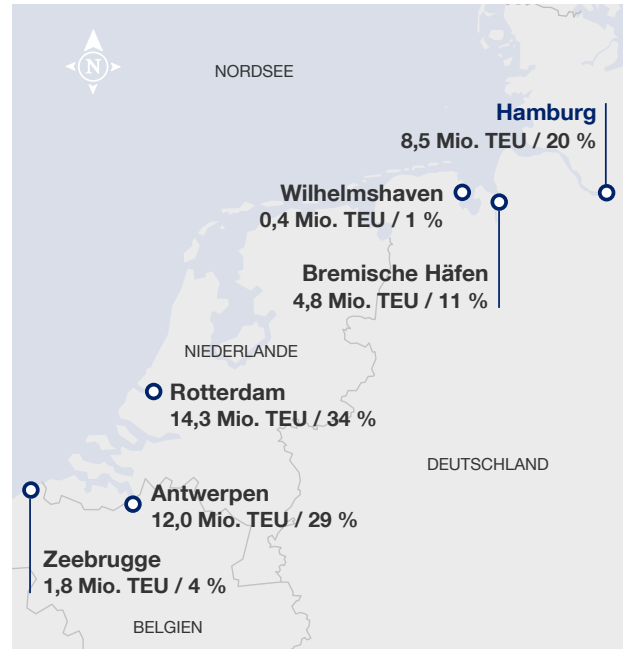 N
NORDSEE
Hamburg
8,5 Mio. TEU / 20 %
Wilhelmshaven
0,4 Mio. TEU / 1 %
Bremische Häfen
4,8 Mio. TEU / 11 %
NIEDERLANDE
Rotterdam
14,3 Mio. TEU / 34 %
DEUTSCHLAND
Antwerpen
12,0 Mio. TEU / 29 %
Zeebrugge
1,8 Mio. TEU / 4 %
BELGIEN